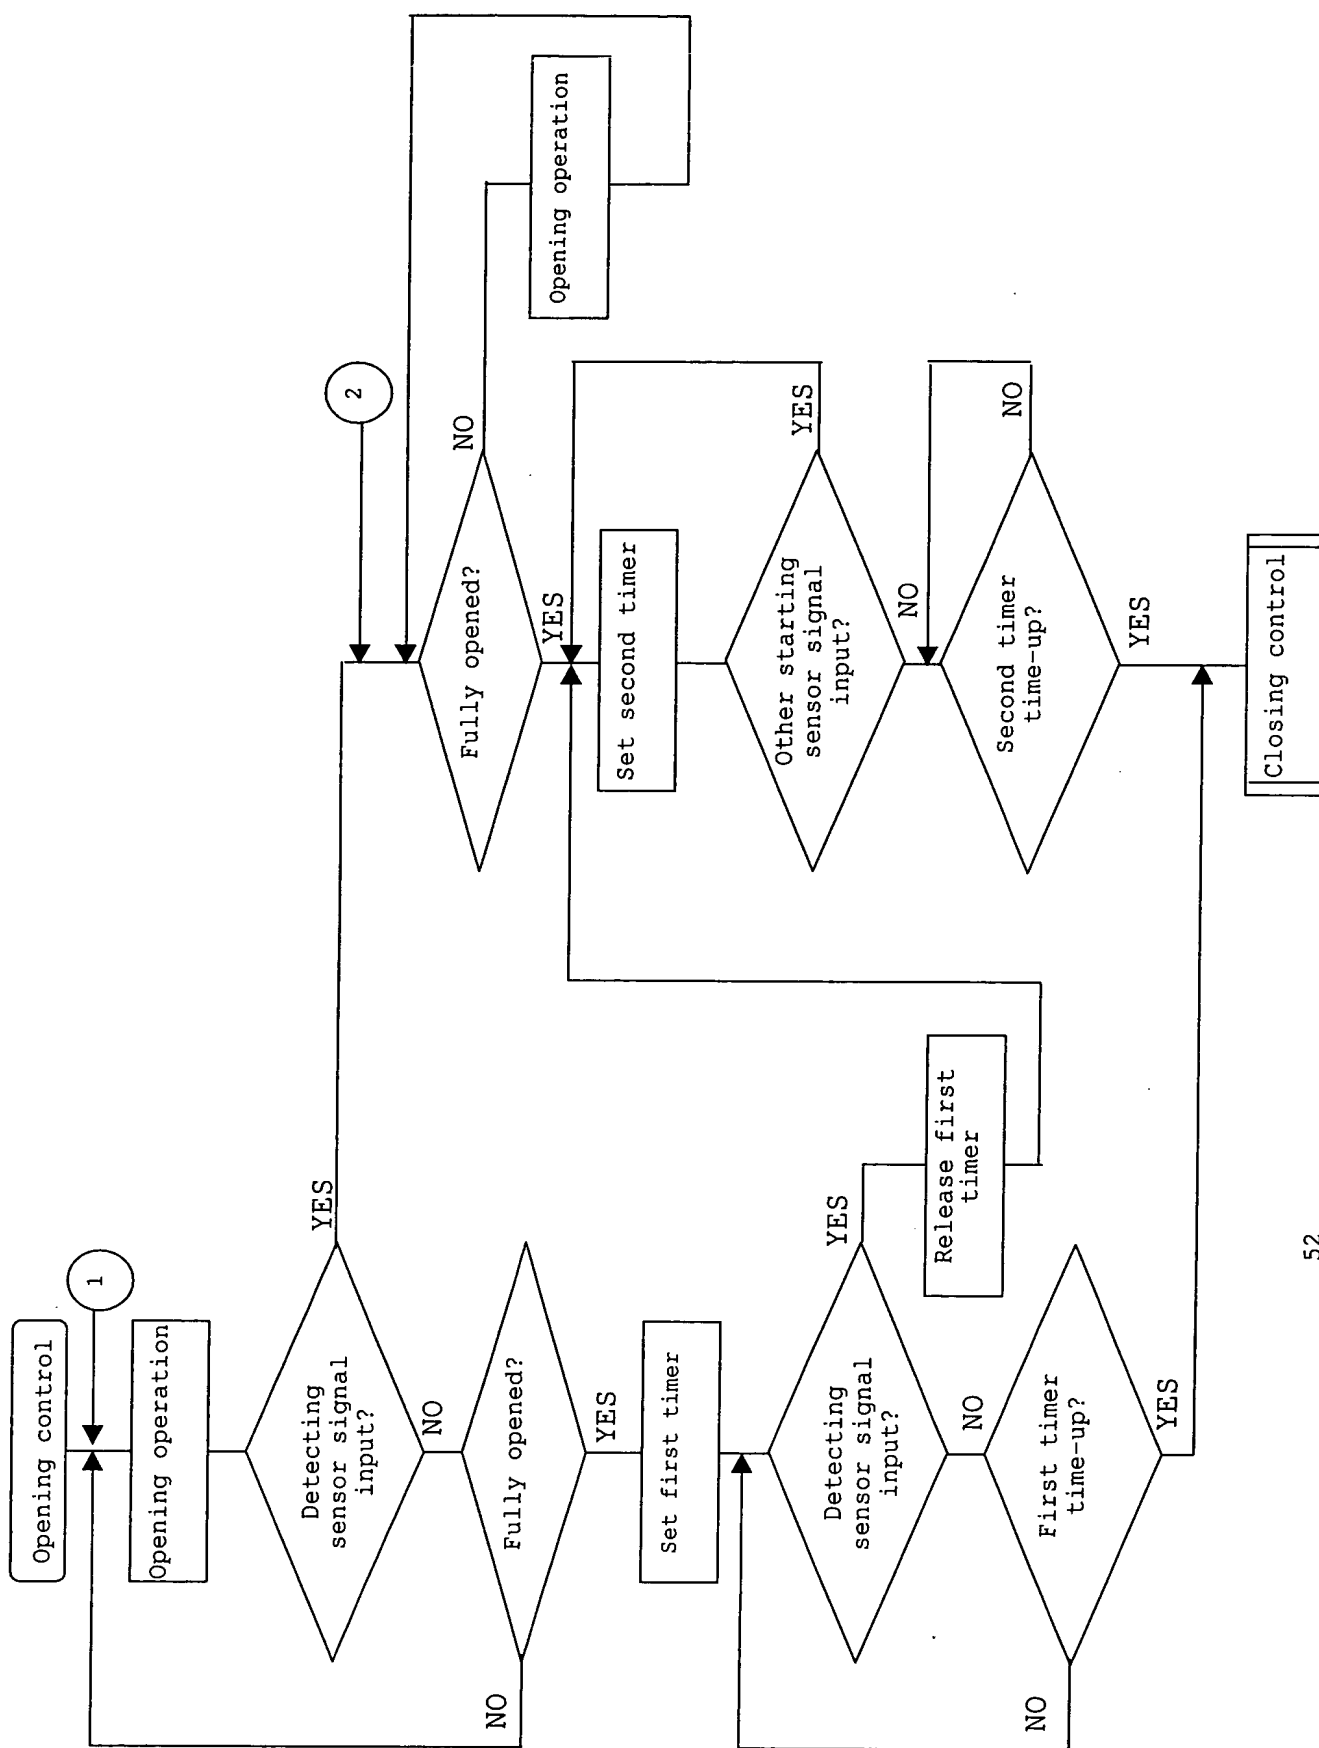 Opening control
1
Opening operation
Detecting
sensor signal
input?
YES
NO
Fully opened?
NO
YES
Set first timer
Detecting
sensor signal
input?
YES
Release first
timer
NO
First timer
time-up?
NO
YES
2
Fully opened?
NO
Opening operation
YES
Set second timer
Other starting
sensor signal
input?
YES
NO
Second timer
time-up?
NO
YES
Closing control
52